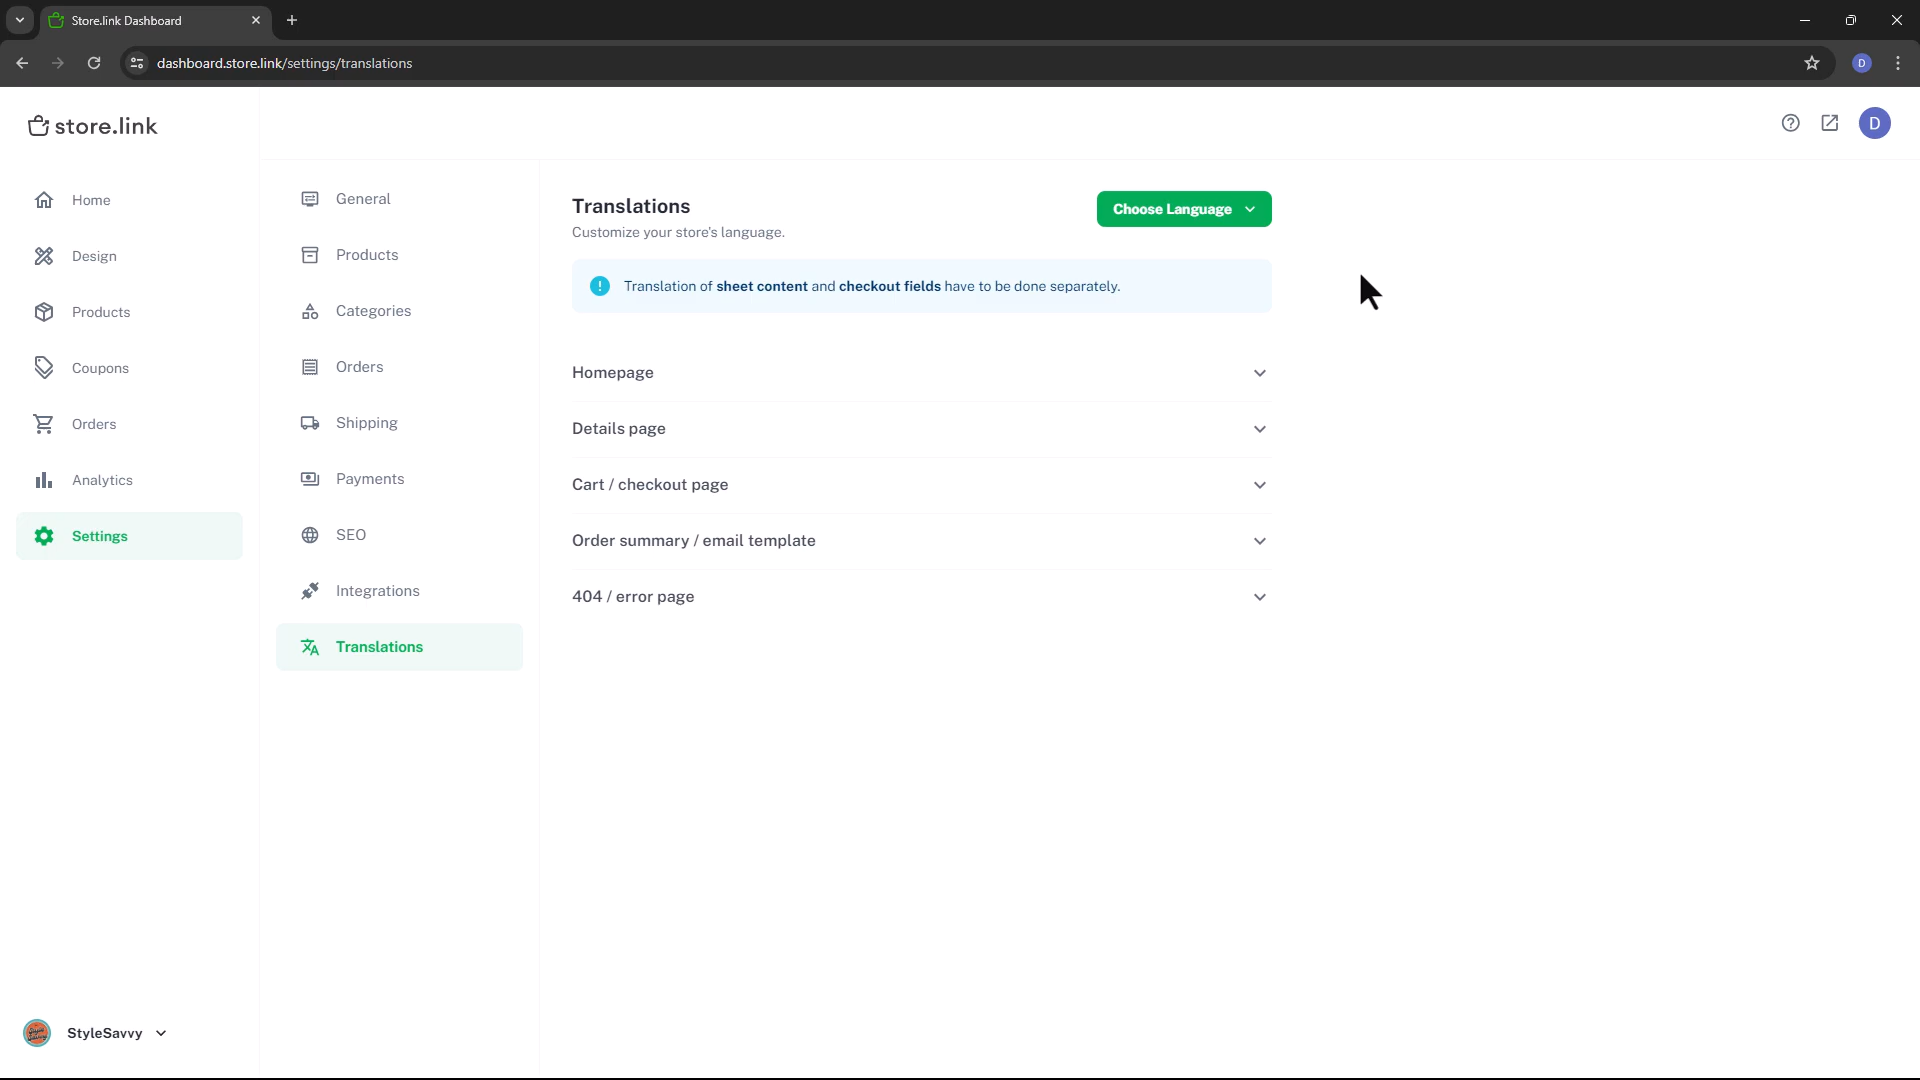 Store.link Dashboard
dashboard.store.link/settings/translations
D
store.link
D
Home
Design
Products
Coupons
Orders
Analytics
Settings
General
Products
Categories
Orders
Shipping
Payments
SEO
Integrations
Translations
Translations
Customize your store's language.
Choose Language
Translation of sheet content and checkout fields have to be done separately.
Homepage
Details page
Cart / checkout page
Order summary / email template
404 / error page
StyleSavvy